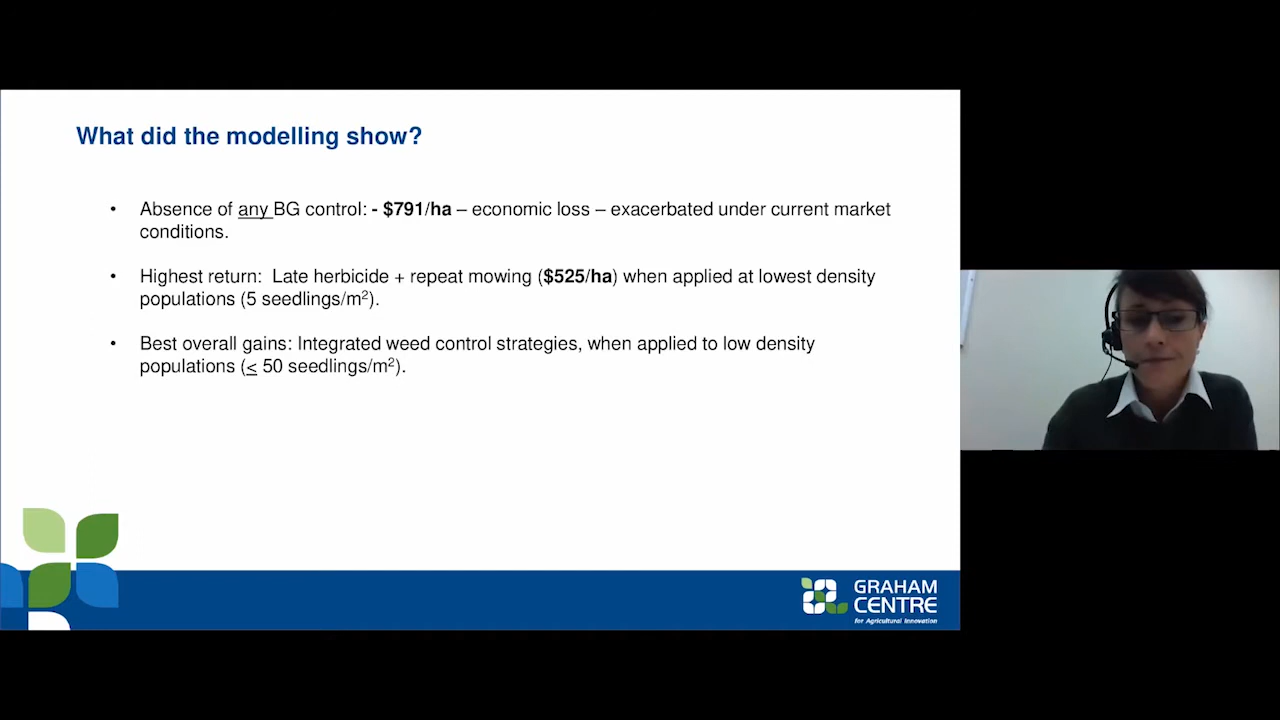 What did the modelling show?
• Absence of any BG control: - $791/ha – economic loss – exacerbated under current market
conditions.
• Highest return:  Late herbicide + repeat mowing ($525/ha) when applied at lowest density
populations (5 seedlings/m²).
• Best overall gains: Integrated weed control strategies, when applied to low density
populations (≤ 50 seedlings/m²).
GRAHAM
CENTRE
for Agricultural Innovation